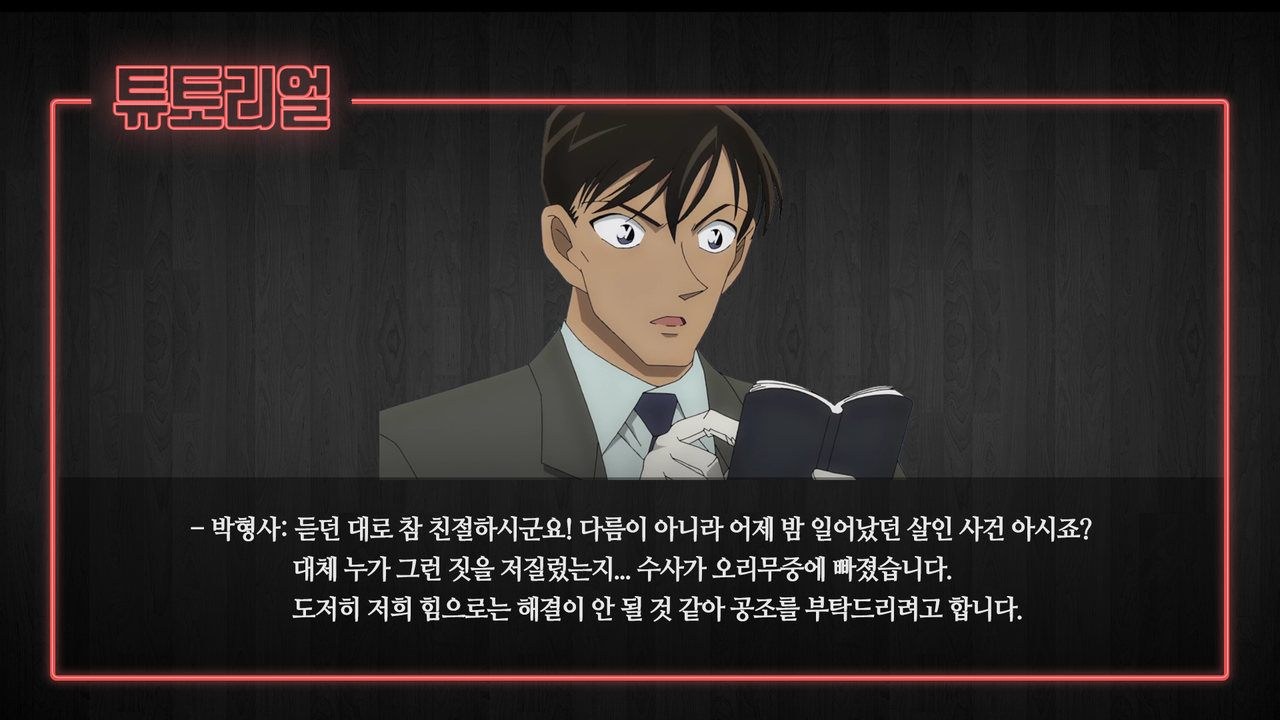 튜토리얼
- 박형사: 듣던 대로 참 친절하시군요! 다름이 아니라 어제 밤 일어났던 살인 사건 아시죠?
대체 누가 그런 짓을 저질렀는지... 수사가 오리무중에 빠졌습니다.
도저히 저희 힘으로는 해결이 안 될 것 같아 공조를 부탁드리려고 합니다.